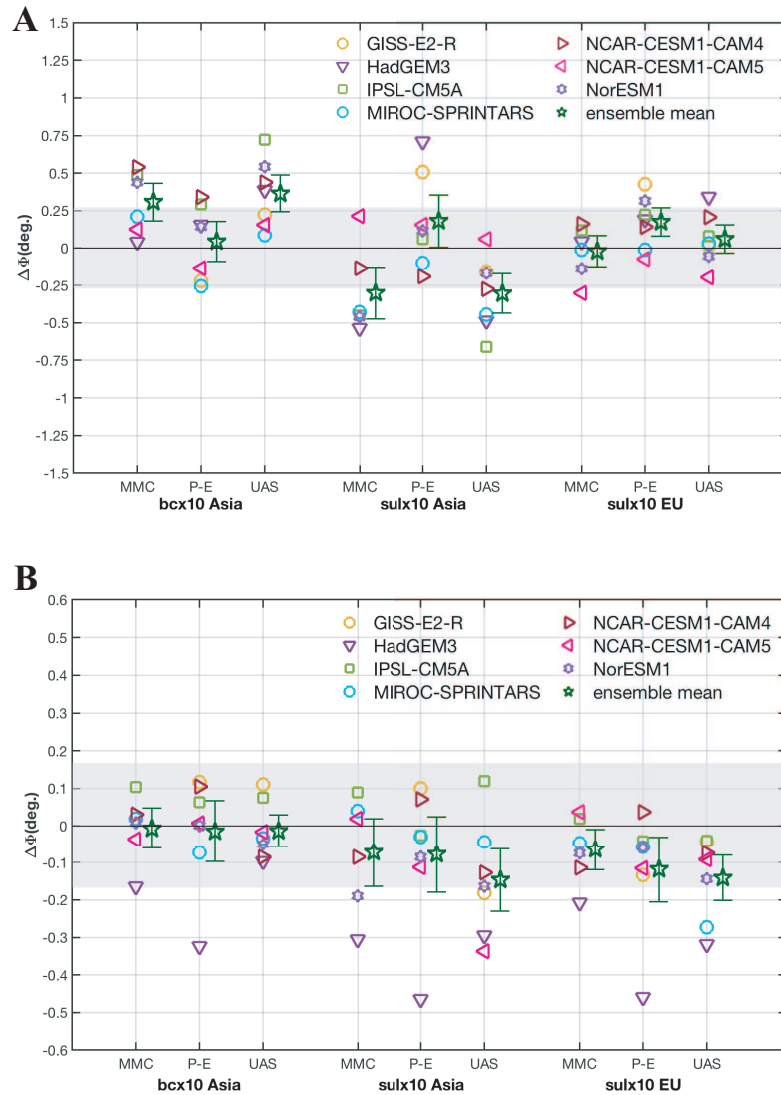 A
1.5
1.25
1
0.75
0.5
0.25
0
-0.25
-0.5
-0.75
-1
-1.25
-1.5
ΔΦ(deg.)
GISS-E2-R
HadGEM3
IPSL-CM5A
MIROC-SPRINTARS
NCAR-CESM1-CAM4
NCAR-CESM1-CAM5
NorESM1
ensemble mean
MMC P-E UAS MMC P-E UAS MMC P-E UAS
bcx10 Asia sulx10 Asia sulx10 EU
B
0.6
0.5
0.4
0.3
0.2
0.1
0
-0.1
-0.2
-0.3
-0.4
-0.5
-0.6
ΔΦ(deg.)
GISS-E2-R
HadGEM3
IPSL-CM5A
MIROC-SPRINTARS
NCAR-CESM1-CAM4
NCAR-CESM1-CAM5
NorESM1
ensemble mean
MMC P-E UAS MMC P-E UAS MMC P-E UAS
bcx10 Asia sulx10 Asia sulx10 EU